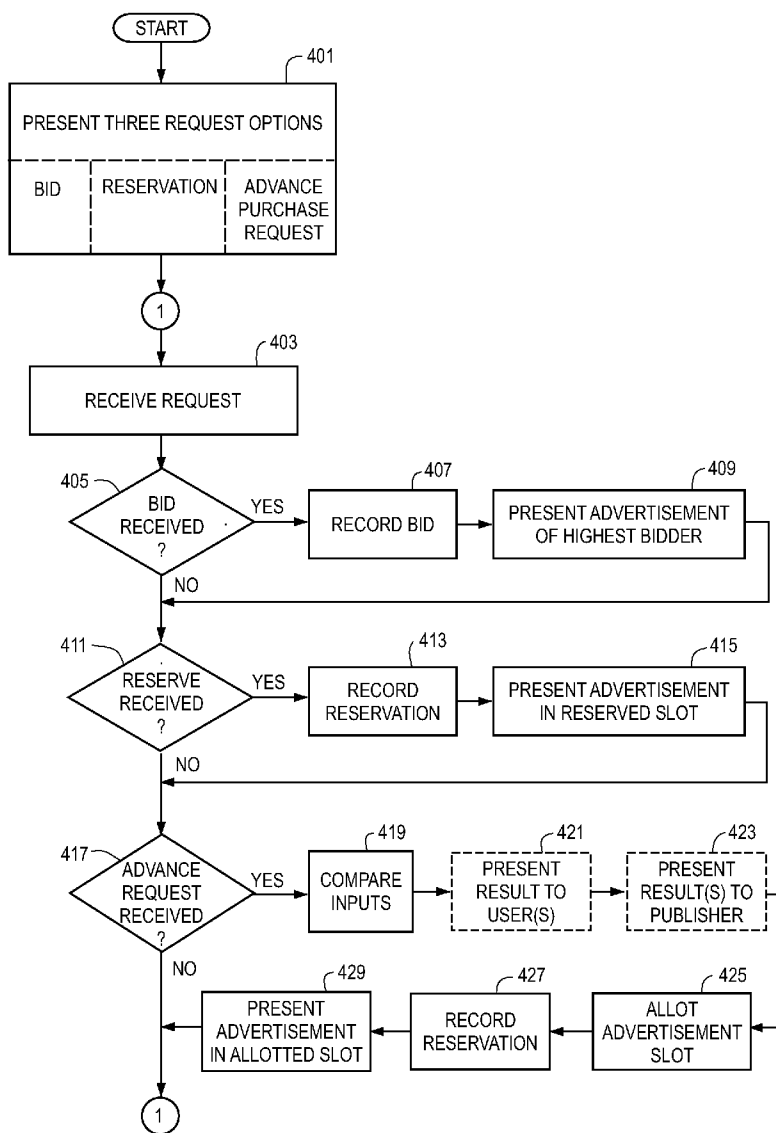 START
401
PRESENT THREE REQUEST OPTIONS
BID
RESERVATION
ADVANCE
PURCHASE
REQUEST
1
403
RECEIVE REQUEST
405
BID
RECEIVED
?
YES
NO
407
RECORD BID
409
PRESENT ADVERTISEMENT
OF HIGHEST BIDDER
411
RESERVE
RECEIVED
?
YES
NO
413
RECORD
RESERVATION
415
PRESENT ADVERTISEMENT
IN RESERVED SLOT
417
ADVANCE
REQUEST
RECEIVED
?
YES
NO
419
COMPARE
INPUTS
421
PRESENT
RESULT TO
USER(S)
423
PRESENT
RESULT(S) TO
PUBLISHER
425
ALLOT
ADVERTISEMENT
SLOT
427
RECORD
RESERVATION
429
PRESENT
ADVERTISEMENT
IN ALLOTTED SLOT
1